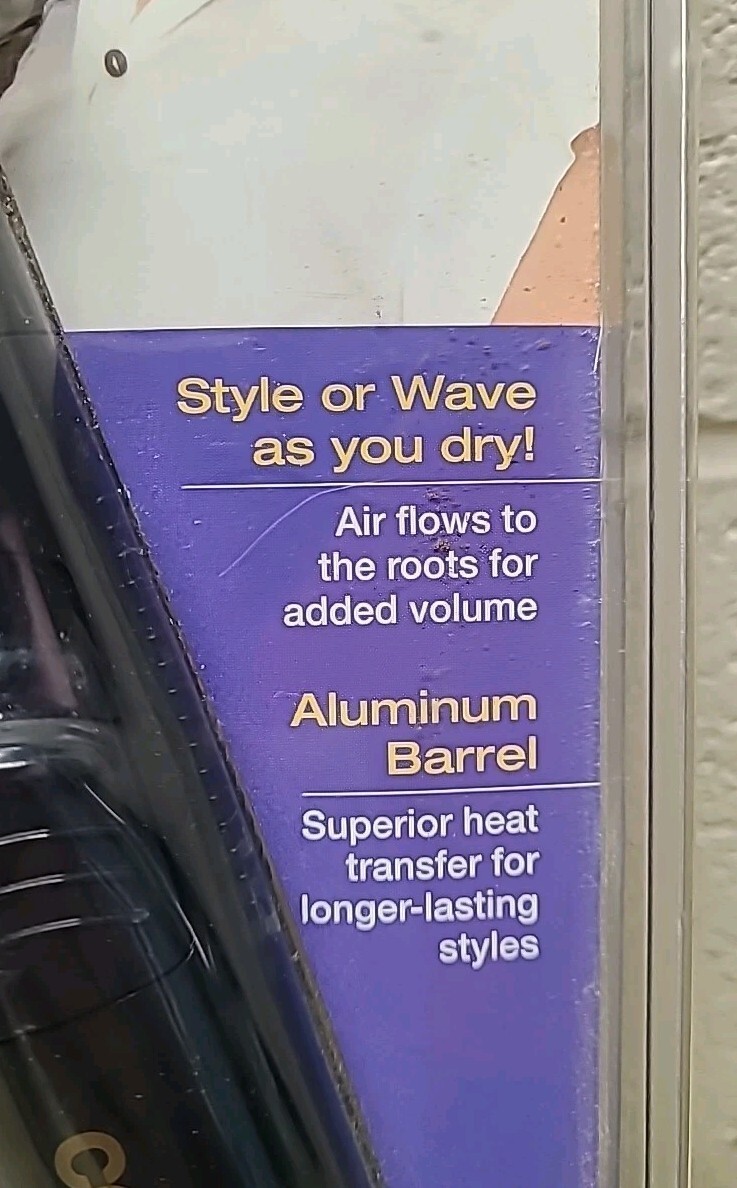 Style or Wave
as you dry!
Air flows to
the roots for
added volume
Aluminum
Barrel
Superior heat
transfer for
longer-lasting
styles